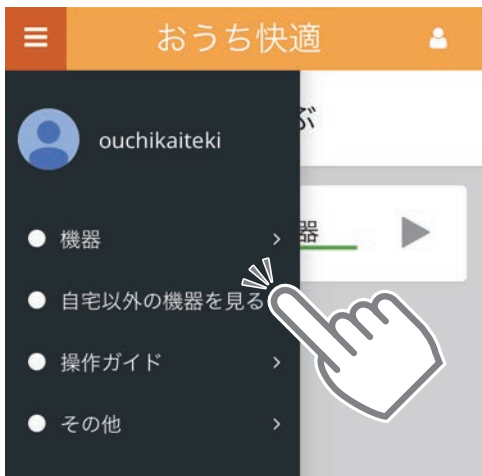 おうち快適
ぶ
ouchikaiteki
機器
器
自宅以外の機器を見る
操作ガイド
その他